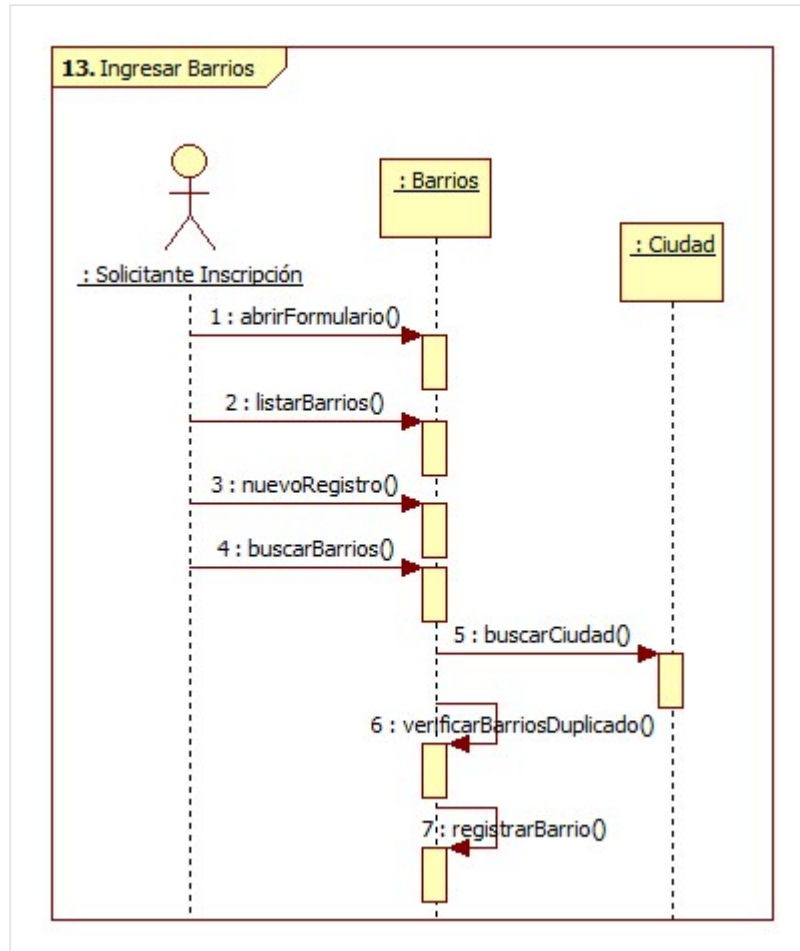 13. Ingresar Barrios
: Barrios
: Ciudad
: Solicitante Inscripción
1 : abrirFormulario()
2 : listarBarrios()
3 : nuevoRegistro()
4 : buscarBarrios()
5 : buscarCiudad()
6 : verificarBarriosDuplicado()
7 : registrarBarrio()